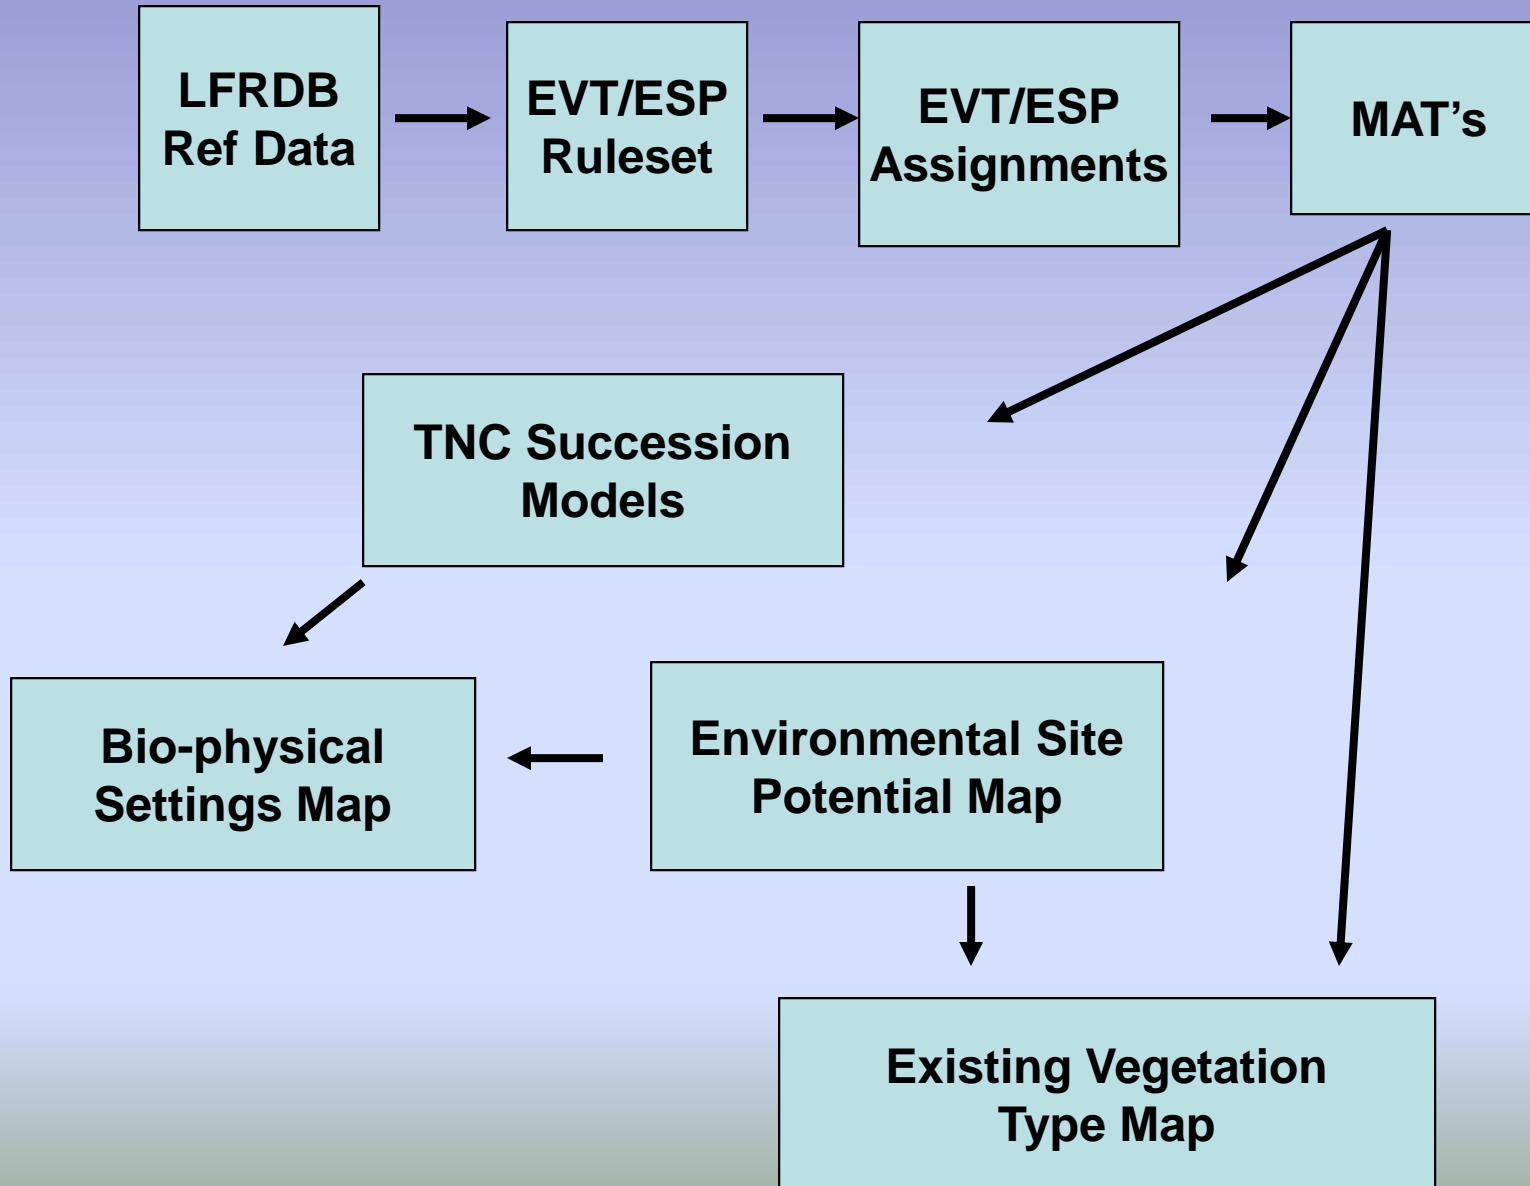 LFRDB
Ref Data
EVT/ESP
Ruleset
EVT/ESP
Assignments
MAT’s
TNC Succession
Models
Bio-physical
Settings Map
Environmental Site
Potential Map
Existing Vegetation
Type Map